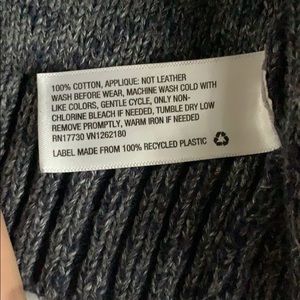 100% COTTON, APPLIQUE: NOT LEATHER
WASH BEFORE WEAR, MACHINE WASH COLD WITH
LIKE COLORS, GENTLE CYCLE, ONLY NON-
CHLORINE BLEACH IF NEEDED, TUMBLE DRY LOW
REMOVE PROMPTLY, WARM IRON IF NEEDED
RN17730 VN1262180
LABEL MADE FROM 100% RECYCLED PLASTIC